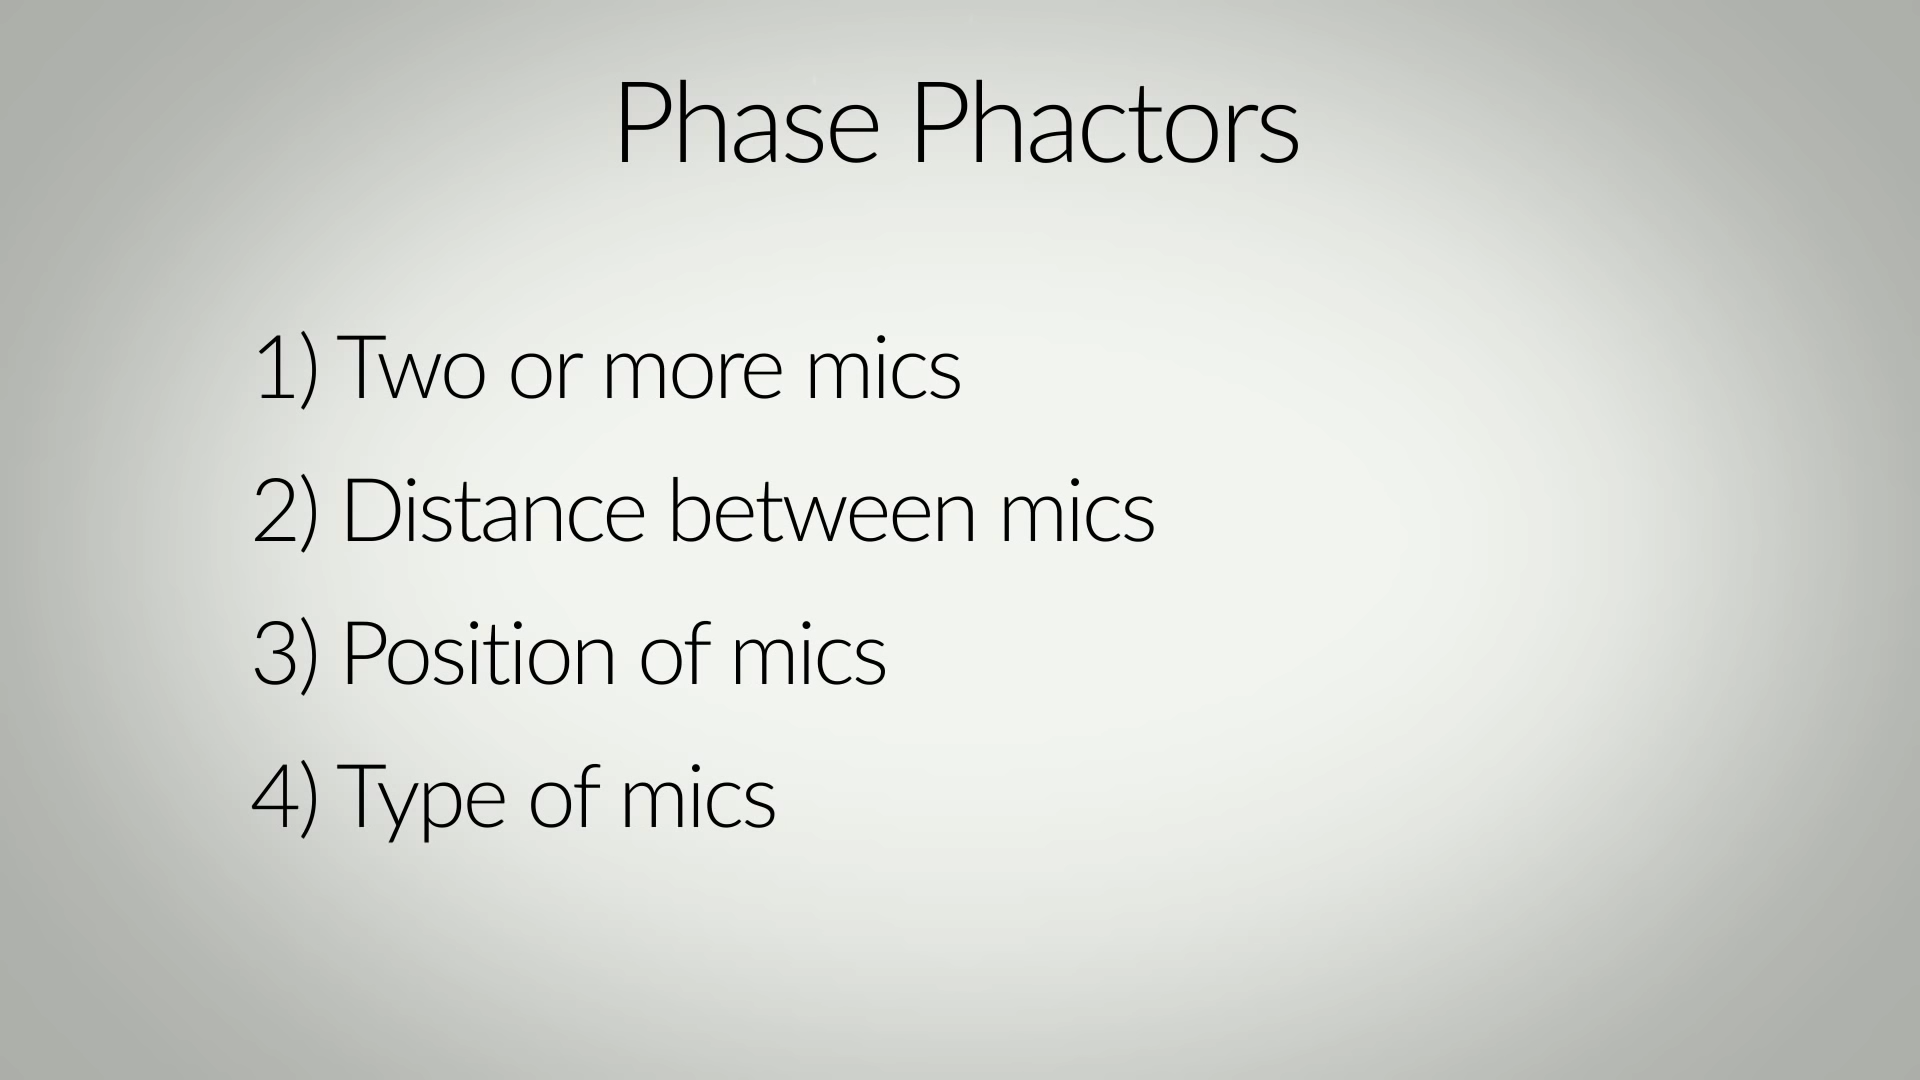 Phase Phactors
1) Two or more mics
2) Distance between mics
3) Position of mics
4) Type of mics